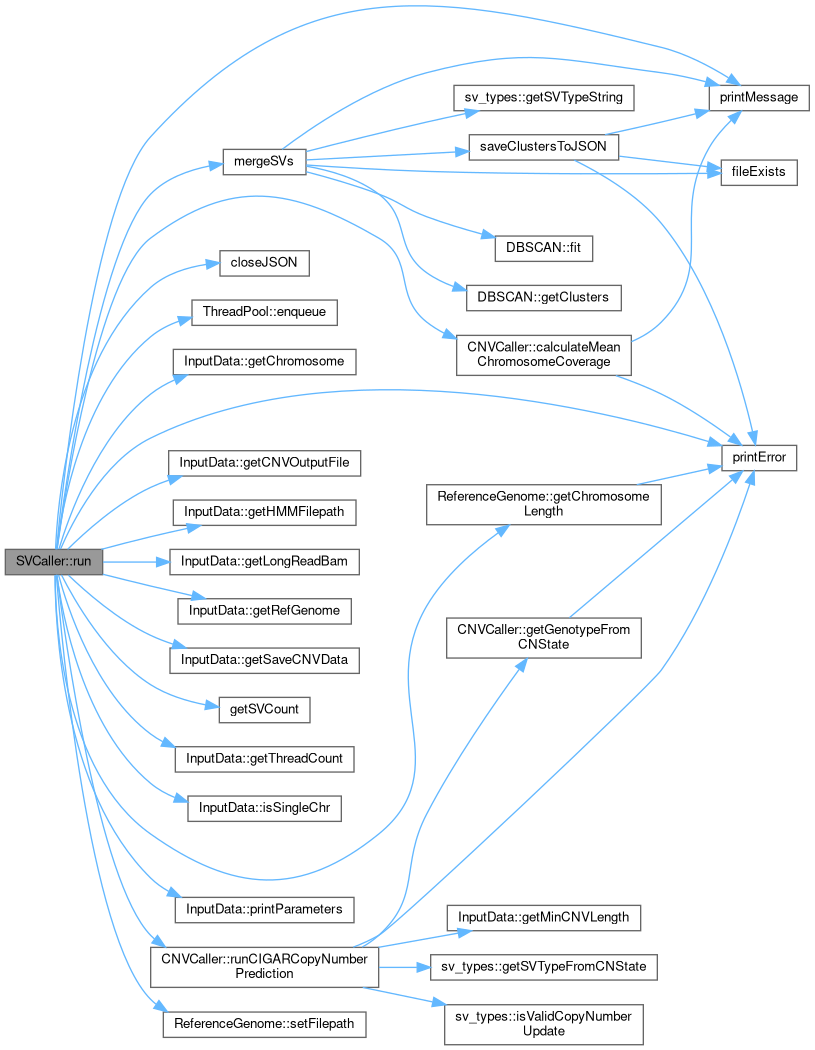 SVCaller::run
mergeSVs
closeJSON
ThreadPool::enqueue
InputData::getChromosome
InputData::getCNVOutputFile
InputData::getHMMFilepath
InputData::getLongReadBam
InputData::getRefGenome
InputData::getSaveCNVData
getSVCount
InputData::getThreadCount
InputData::isSingleChr
InputData::printParameters
CNVCaller::runCIGARCopyNumber
Prediction
ReferenceGenome::setFilepath
sv_types::getSVTypeString
saveClustersToJSON
DBSCAN::fit
DBSCAN::getClusters
CNVCaller::calculateMean
ChromosomeCoverage
ReferenceGenome::getChromosome
Length
CNVCaller::getGenotypeFrom
CNState
InputData::getMinCNVLength
sv_types::getSVTypeFromCNState
sv_types::isValidCopyNumber
Update
printMessage
fileExists
printError